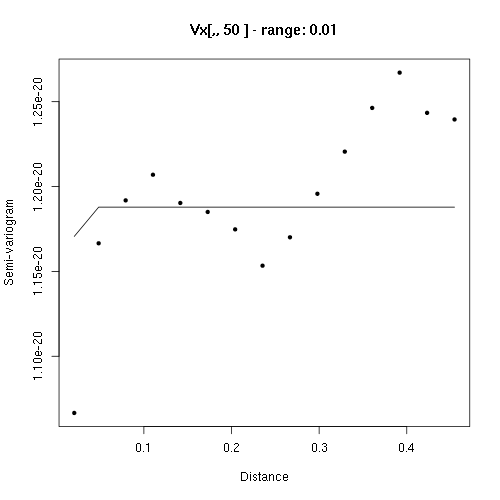 Vx[,, 50 ] - range: 0.01
Semi-variogram
1.25e-20
1.20e-20
1.15e-20
1.10e-20
0.1 0.2 0.3 0.4
Distance